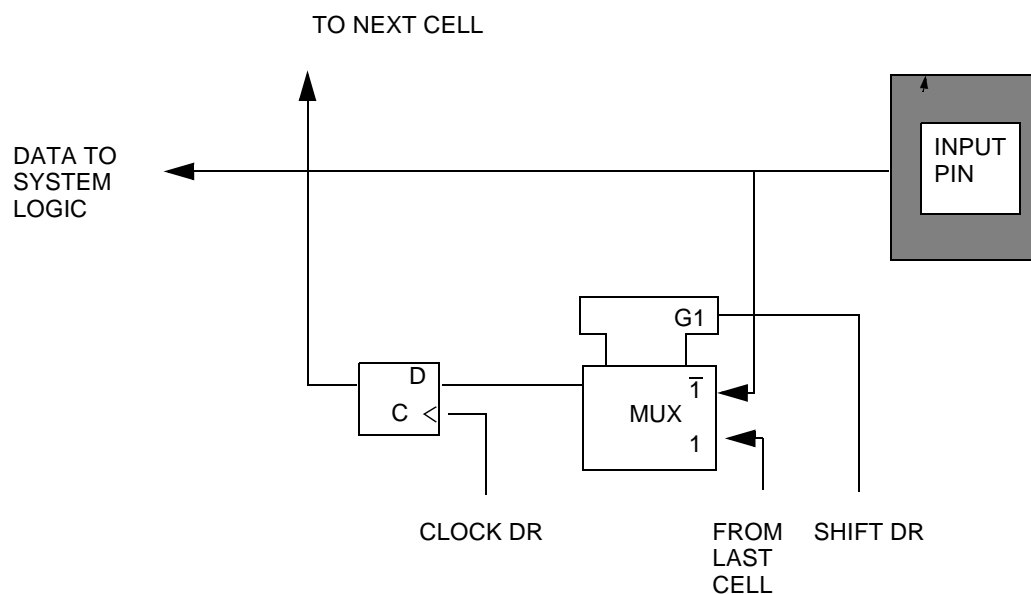 TO NEXT CELL
DATA TO
SYSTEM
LOGIC
INPUT
PIN
G1
D
C
MUX
1̅
1
CLOCK DR
FROM
LAST
CELL
SHIFT DR